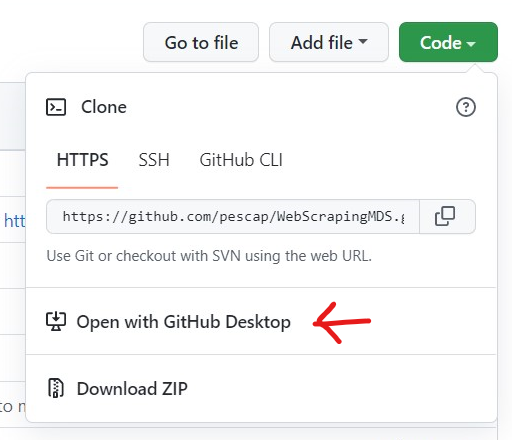 Go to file
Add file
Code
Clone
HTTPS
SSH
GitHub CLI
htt
https://github.com/pescap/WebScrapingMDS.g
Use Git or checkout with SVN using the web URL.
Open with GitHub Desktop
Download ZIP
to